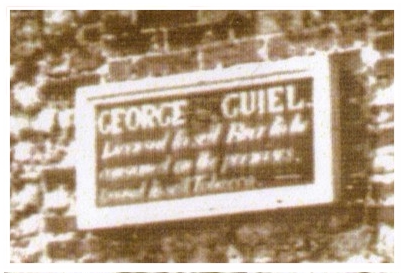 GEORGE GUIEL.
Licensed to sell Beer to be
consumed on the premises.
Licensed to sell Tobacco.